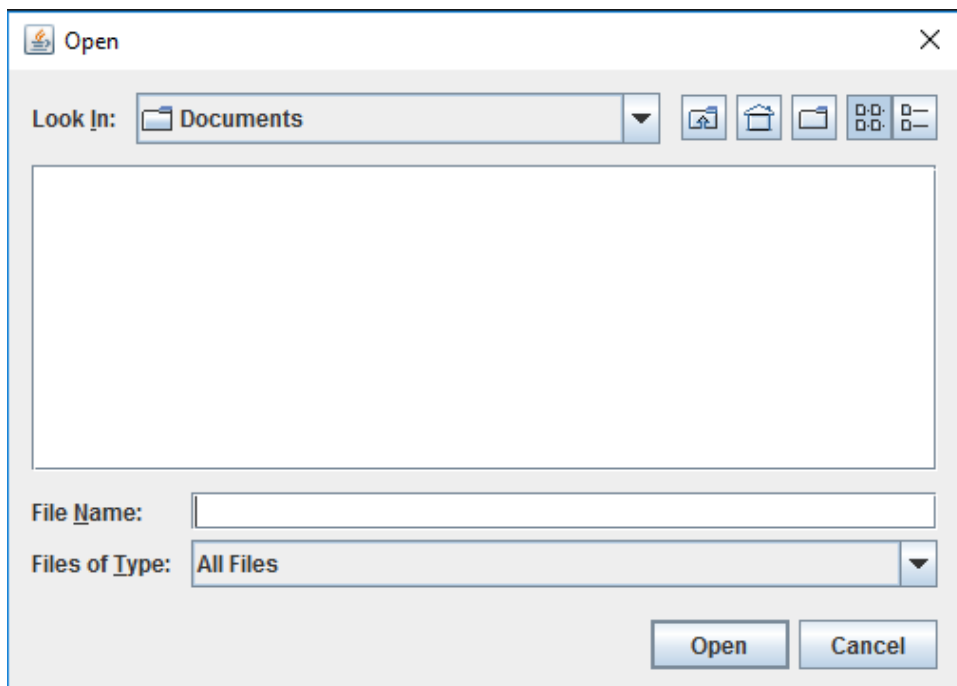 Open
Look In: Documents
File Name:
Files of Type: All Files
Open Cancel